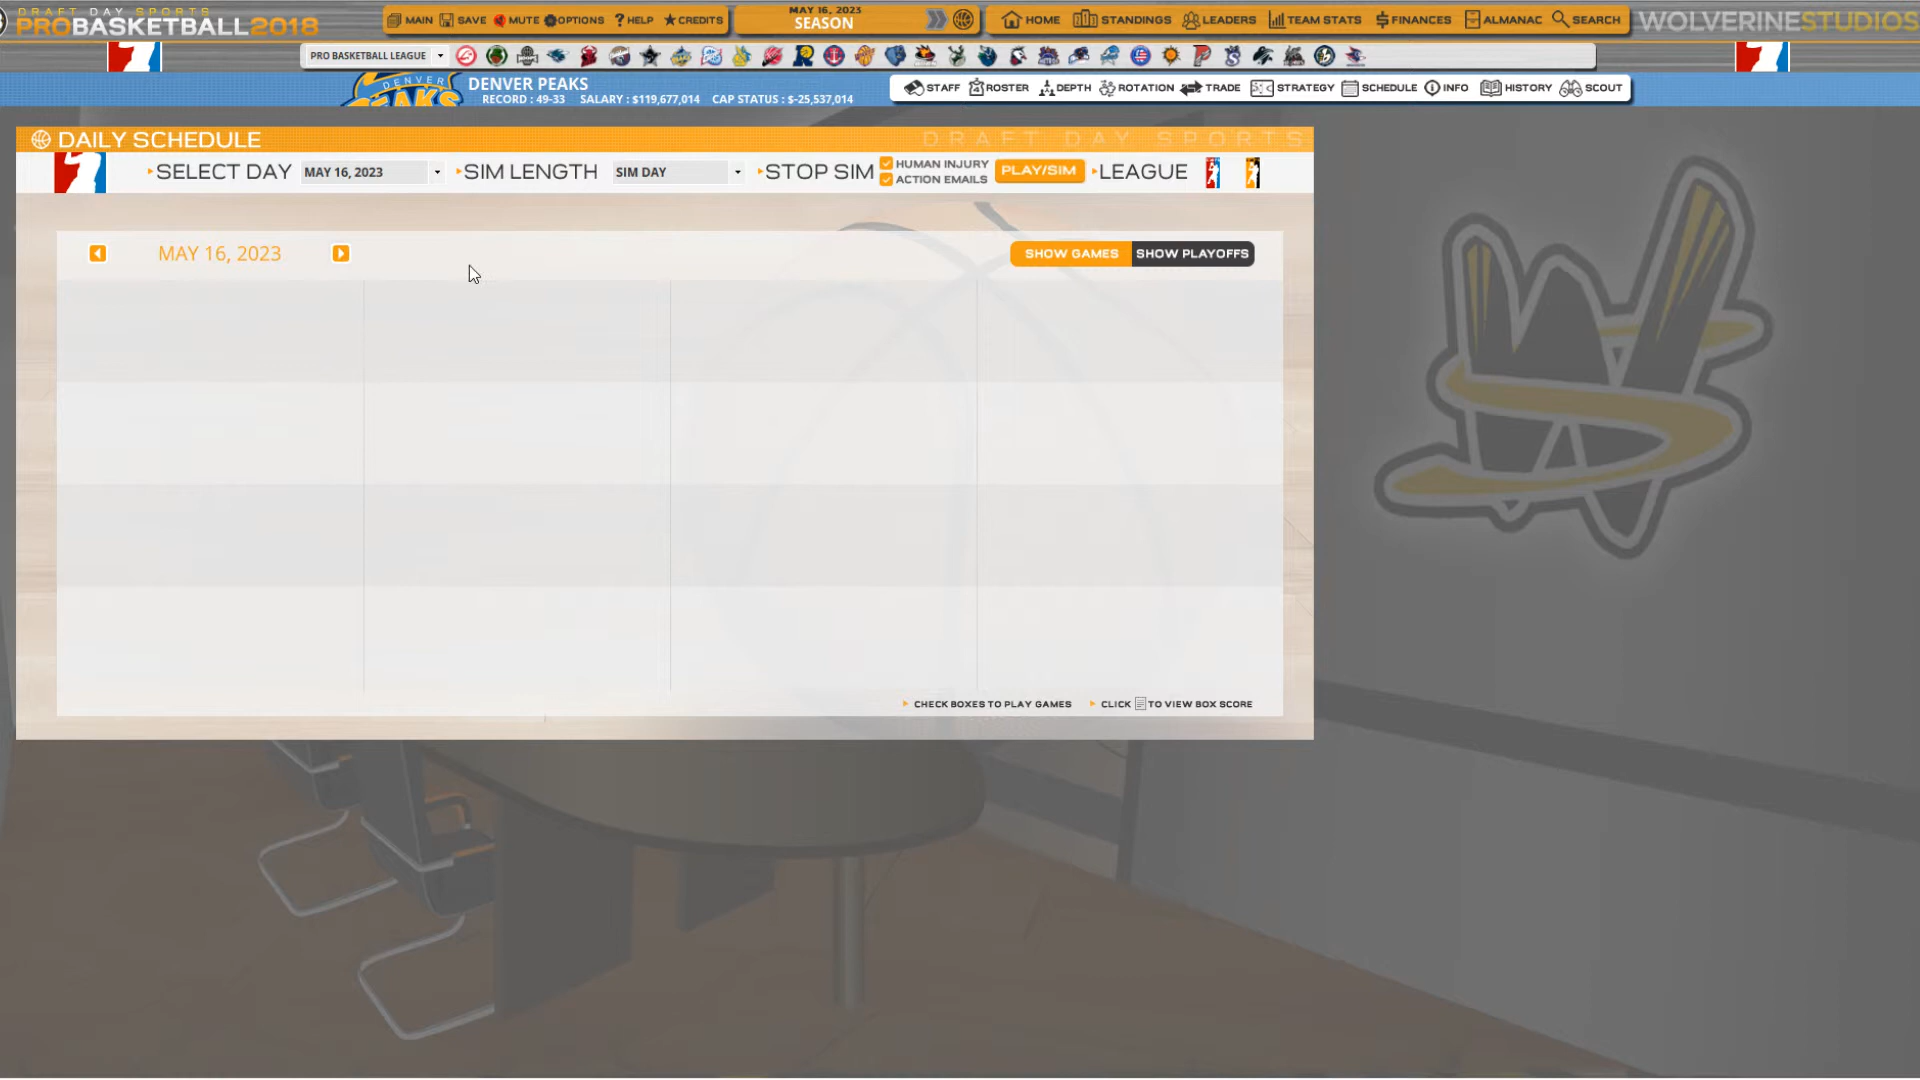 DRAFT DAY SPORTS
PROBASKETBALL2018
MAIN SAVE MUTE OPTIONS HELP CREDITS
MAY 16, 2023
SEASON
HOME STANDINGS LEADERS TEAM STATS FINANCES ALMANAC SEARCH
WOLVERINESTUDIOS
PRO BASKETBALL LEAGUE
DENVER
PEAKS
DENVER PEAKS
RECORD : 49-33 SALARY : $119,677,014 CAP STATUS : $-25,537,014
STAFF ROSTER DEPTH ROTATION TRADE STRATEGY SCHEDULE INFO HISTORY SCOUT
DAILY SCHEDULE
DRAFT DAY SPORTS
SELECT DAY MAY 16, 2023 SIM LENGTH SIM DAY STOP SIM HUMAN INJURY
ACTION EMAILS
PLAY/SIM LEAGUE
MAY 16, 2023
SHOW GAMES SHOW PLAYOFFS
CHECK BOXES TO PLAY GAMES CLICK TO VIEW BOX SCORE